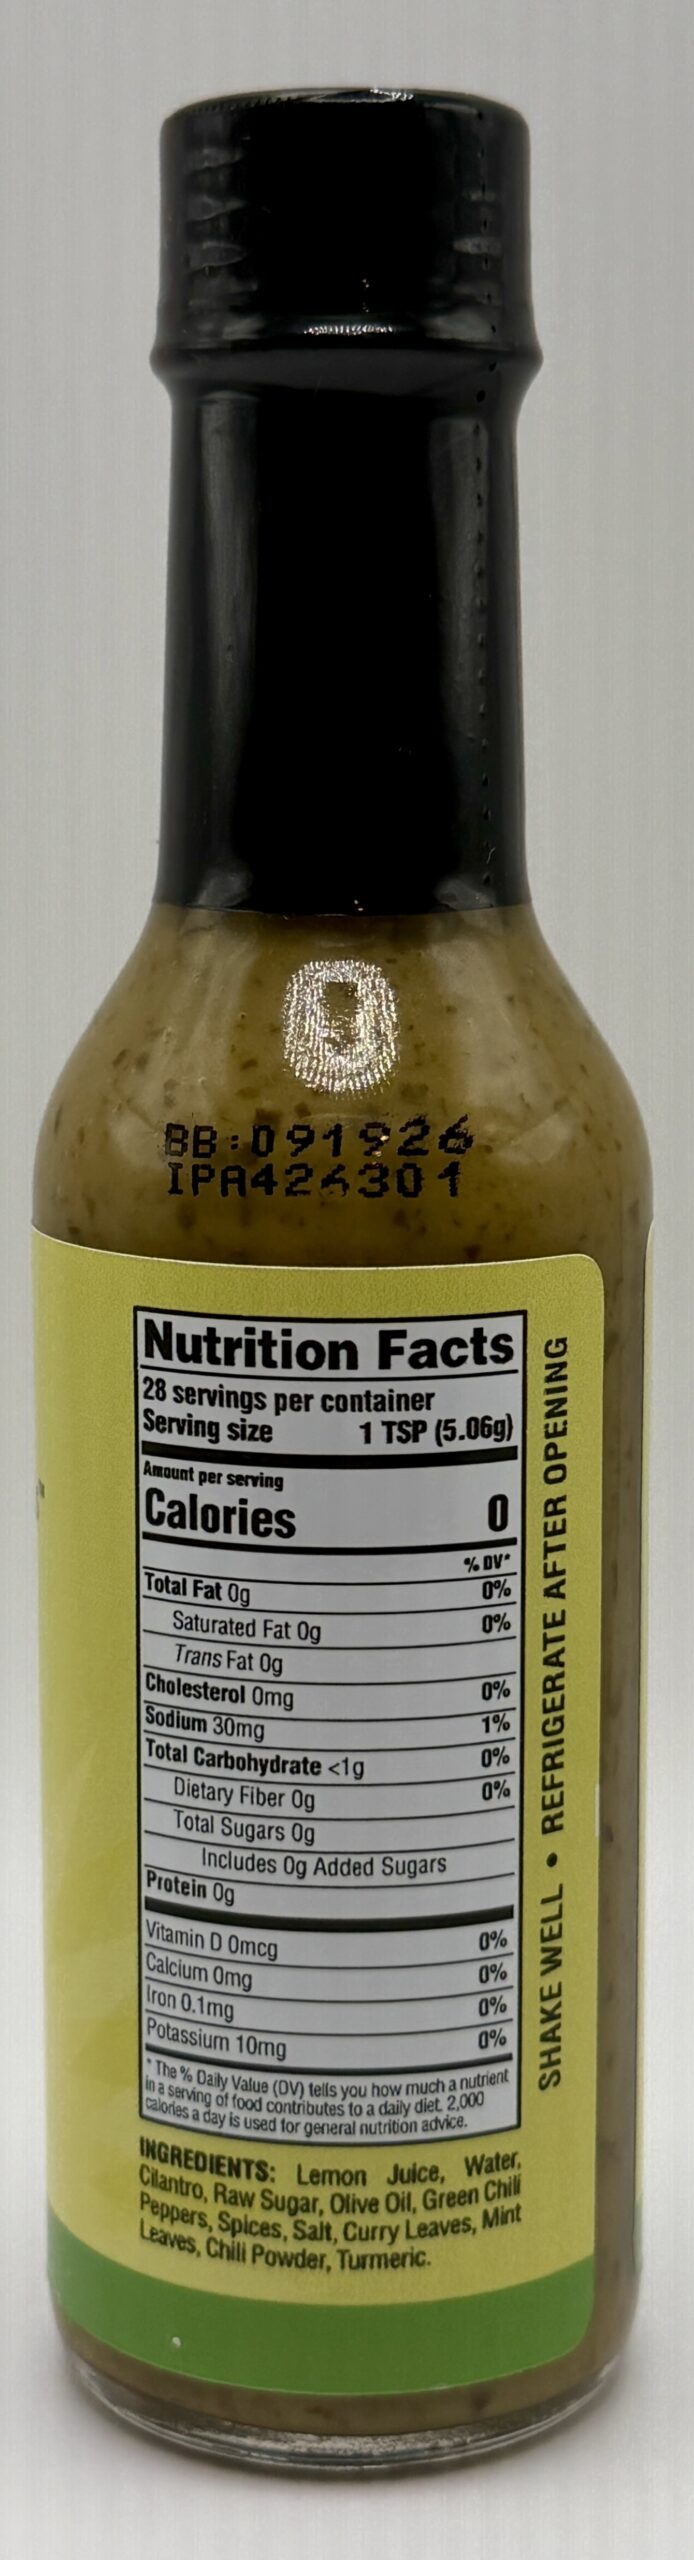 BB:091926
IPA426301
Nutrition Facts
28 servings per container
Serving size 1 TSP (5.06g)
Amount per serving
Calories 0
% DV*
Total Fat 0g 0%
Saturated Fat 0g 0%
Trans Fat 0g
Cholesterol 0mg 0%
Sodium 30mg 1%
Total Carbohydrate <1g 0%
Dietary Fiber 0g 0%
Total Sugars 0g
Includes 0g Added Sugars
Protein 0g
Vitamin D 0mcg 0%
Calcium 0mg 0%
Iron 0.1mg 0%
Potassium 10mg 0%
* The % Daily Value (DV) tells you how much a nutrient
in a serving of food contributes to a daily diet. 2,000
calories a day is used for general nutrition advice.
INGREDIENTS: Lemon Juice, Water,
Cilantro, Raw Sugar, Olive Oil, Green Chili
Peppers, Spices, Salt, Curry Leaves, Mint
Leaves, Chili Powder, Turmeric.
SHAKE WELL • REFRIGERATE AFTER OPENING